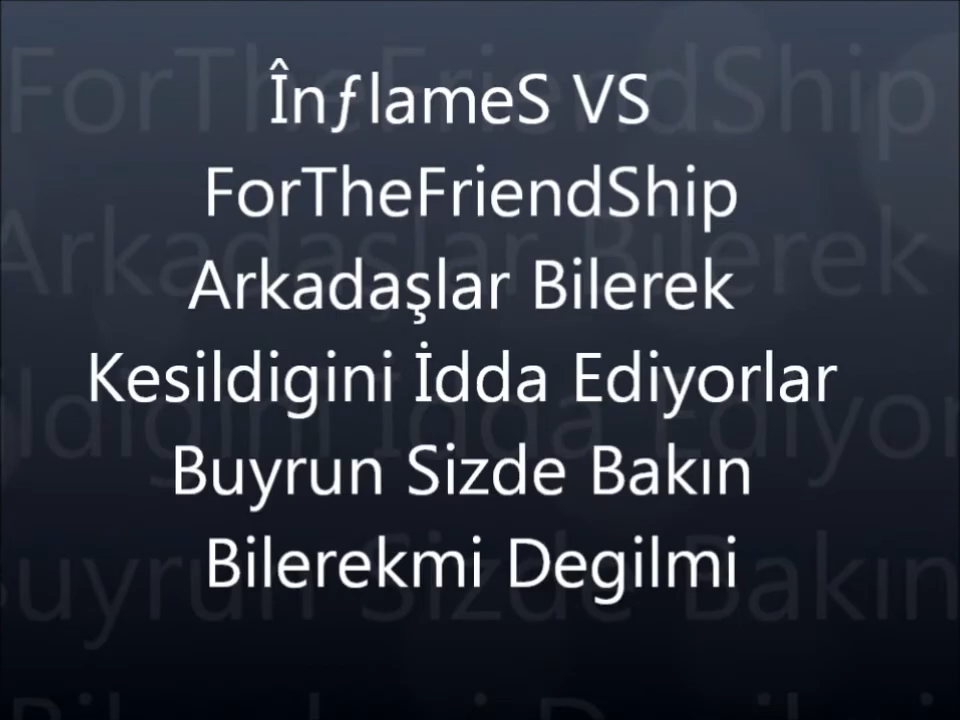 ÎnƒlameS VS
ForTheFriendShip
Arkadaşlar Bilerek
Kesildigini İdda Ediyorlar
Buyrun Sizde Bakın
Bilerekmi Degilmi